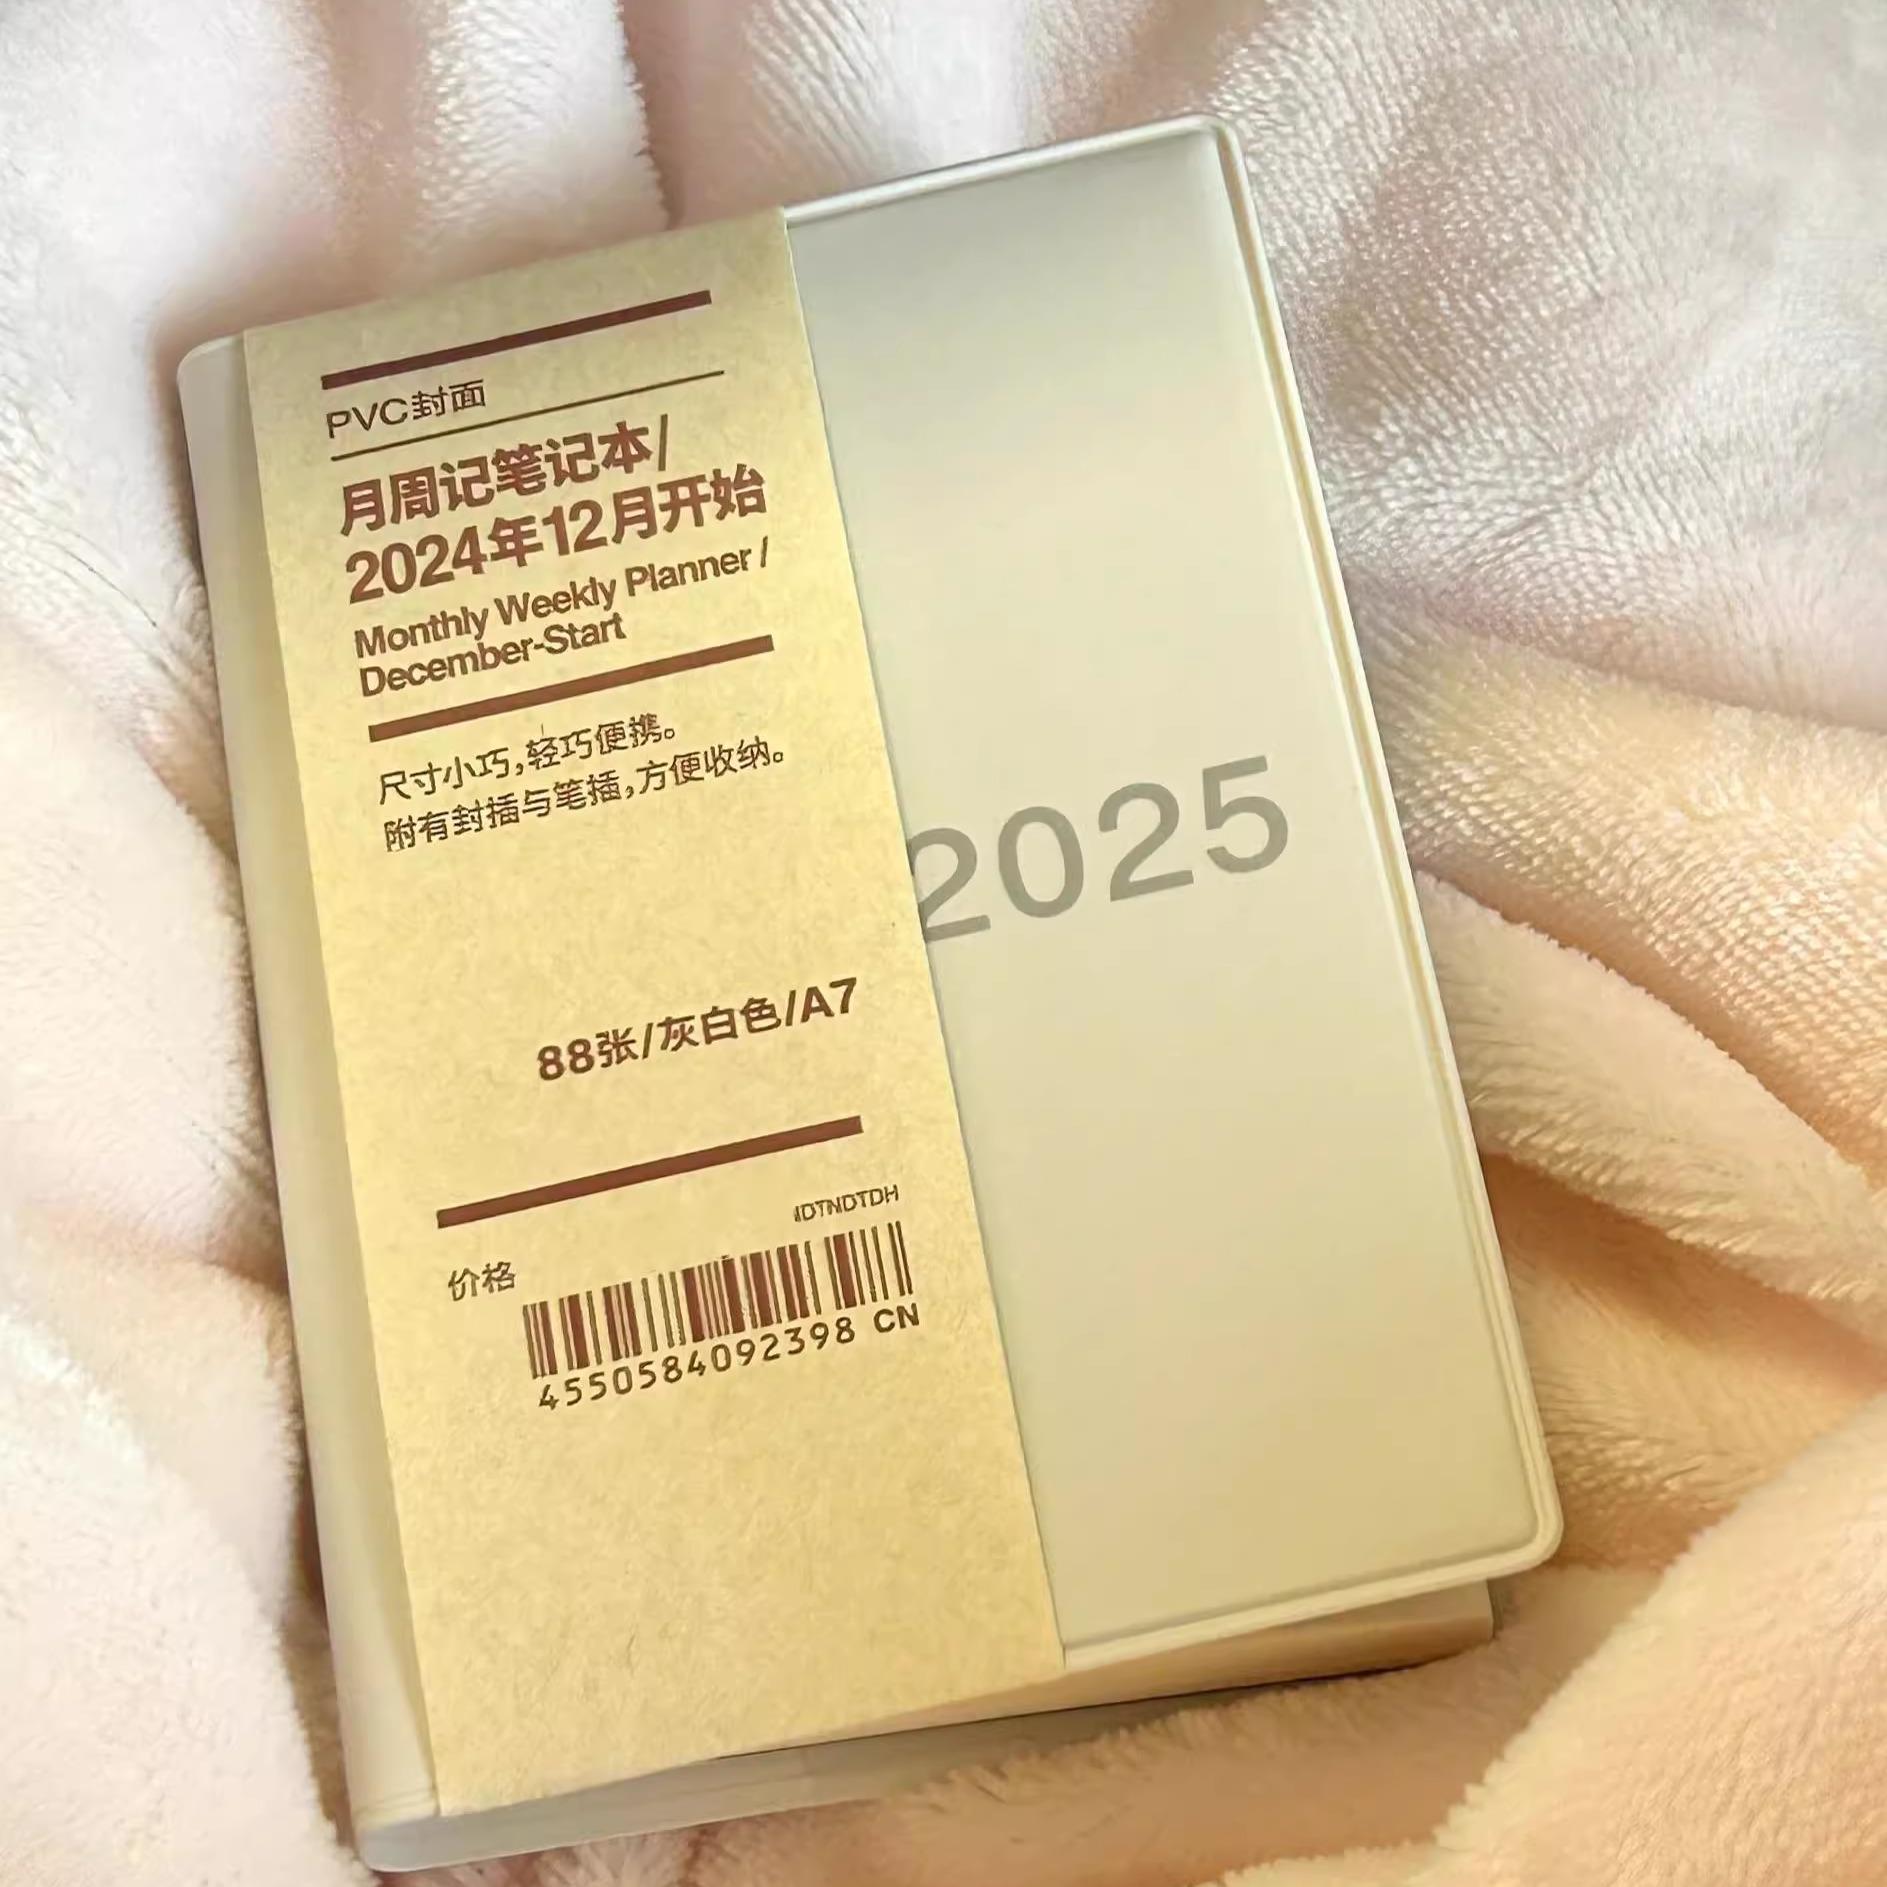 PVC封面
月周记笔记本/
2024年12月开始
Monthly Weekly Planner /
December-Start
尺寸小巧,轻巧便携。
附有封插与笔插,方便收纳。
88张/灰白色/A7
IDTNDTDH
价格
4550584092398 CN
2025